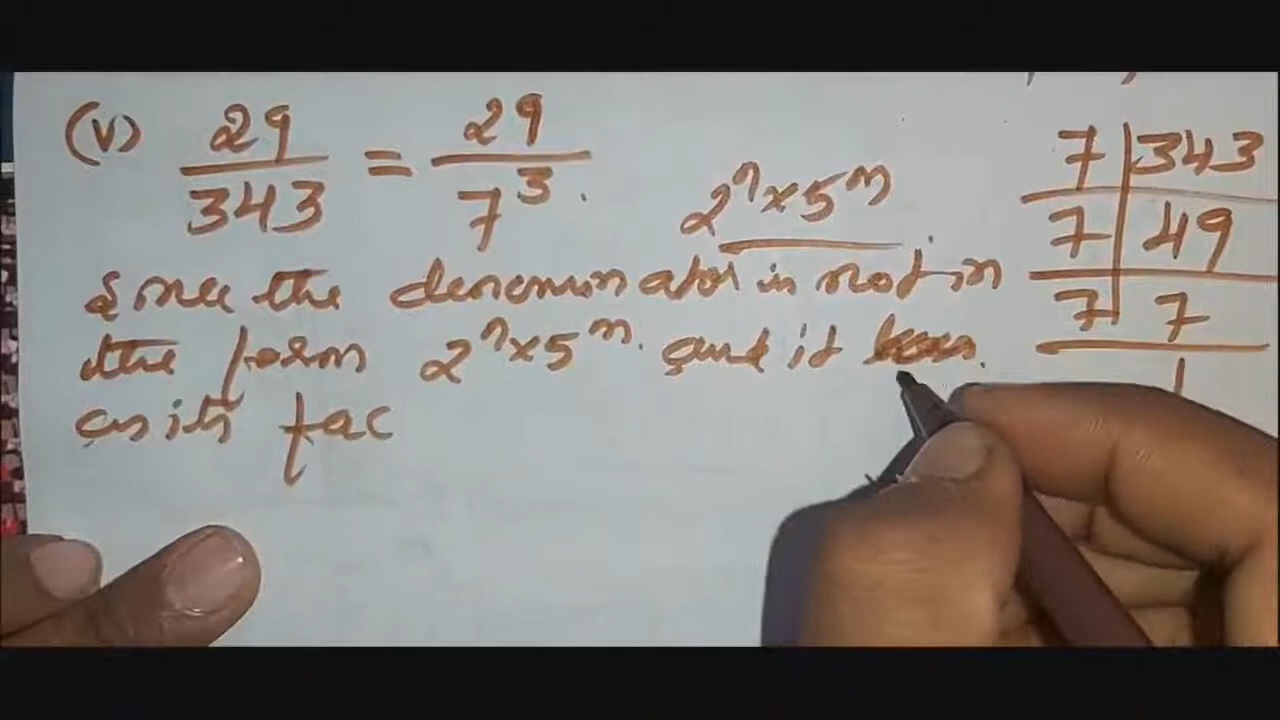 (v) 29/343 = 29/7³.
2ⁿ×5ᵐ
Since the denominator is not in
the form 2ⁿ×5ᵐ. and it
as its fac
7 | 343
7 | 49
7 | 7
1